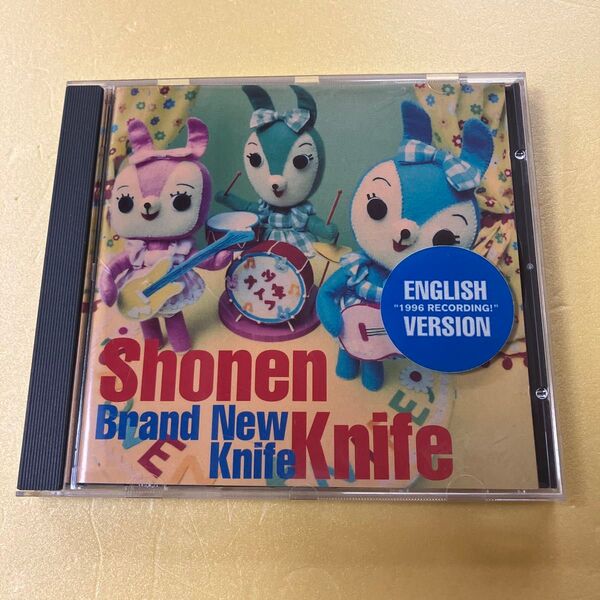 少年
ナイフ
ENGLISH
"1996 RECORDING!"
VERSION
Shonen
Brand New
Knife
Knife